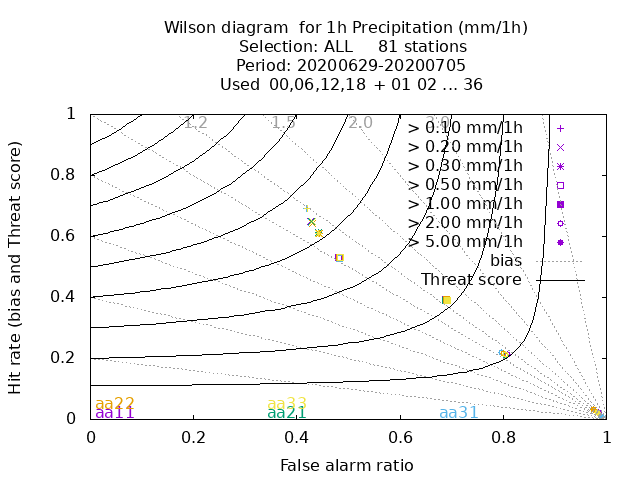 Wilson diagram  for 1h Precipitation (mm/1h)
Selection: ALL     81 stations
Period: 20200629-20200705
Used  00,06,12,18  + 01 02 ... 36
1.2 1.5 2.0 3.0
> 0.10 mm/1h
> 0.20 mm/1h
> 0.30 mm/1h
> 0.50 mm/1h
> 1.00 mm/1h
> 2.00 mm/1h
> 5.00 mm/1h
bias
Threat score
Hit rate (bias and Threat score)
1
0.8
0.6
0.4
0.2
0
aa22 aa33
aa11 aa21 aa31
0 0.2 0.4 0.6 0.8 1
False alarm ratio